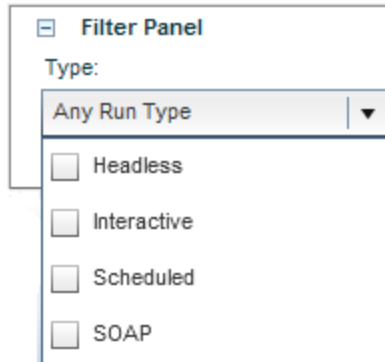 Filter Panel
Type:
Any Run Type
Headless
Interactive
Scheduled
SOAP